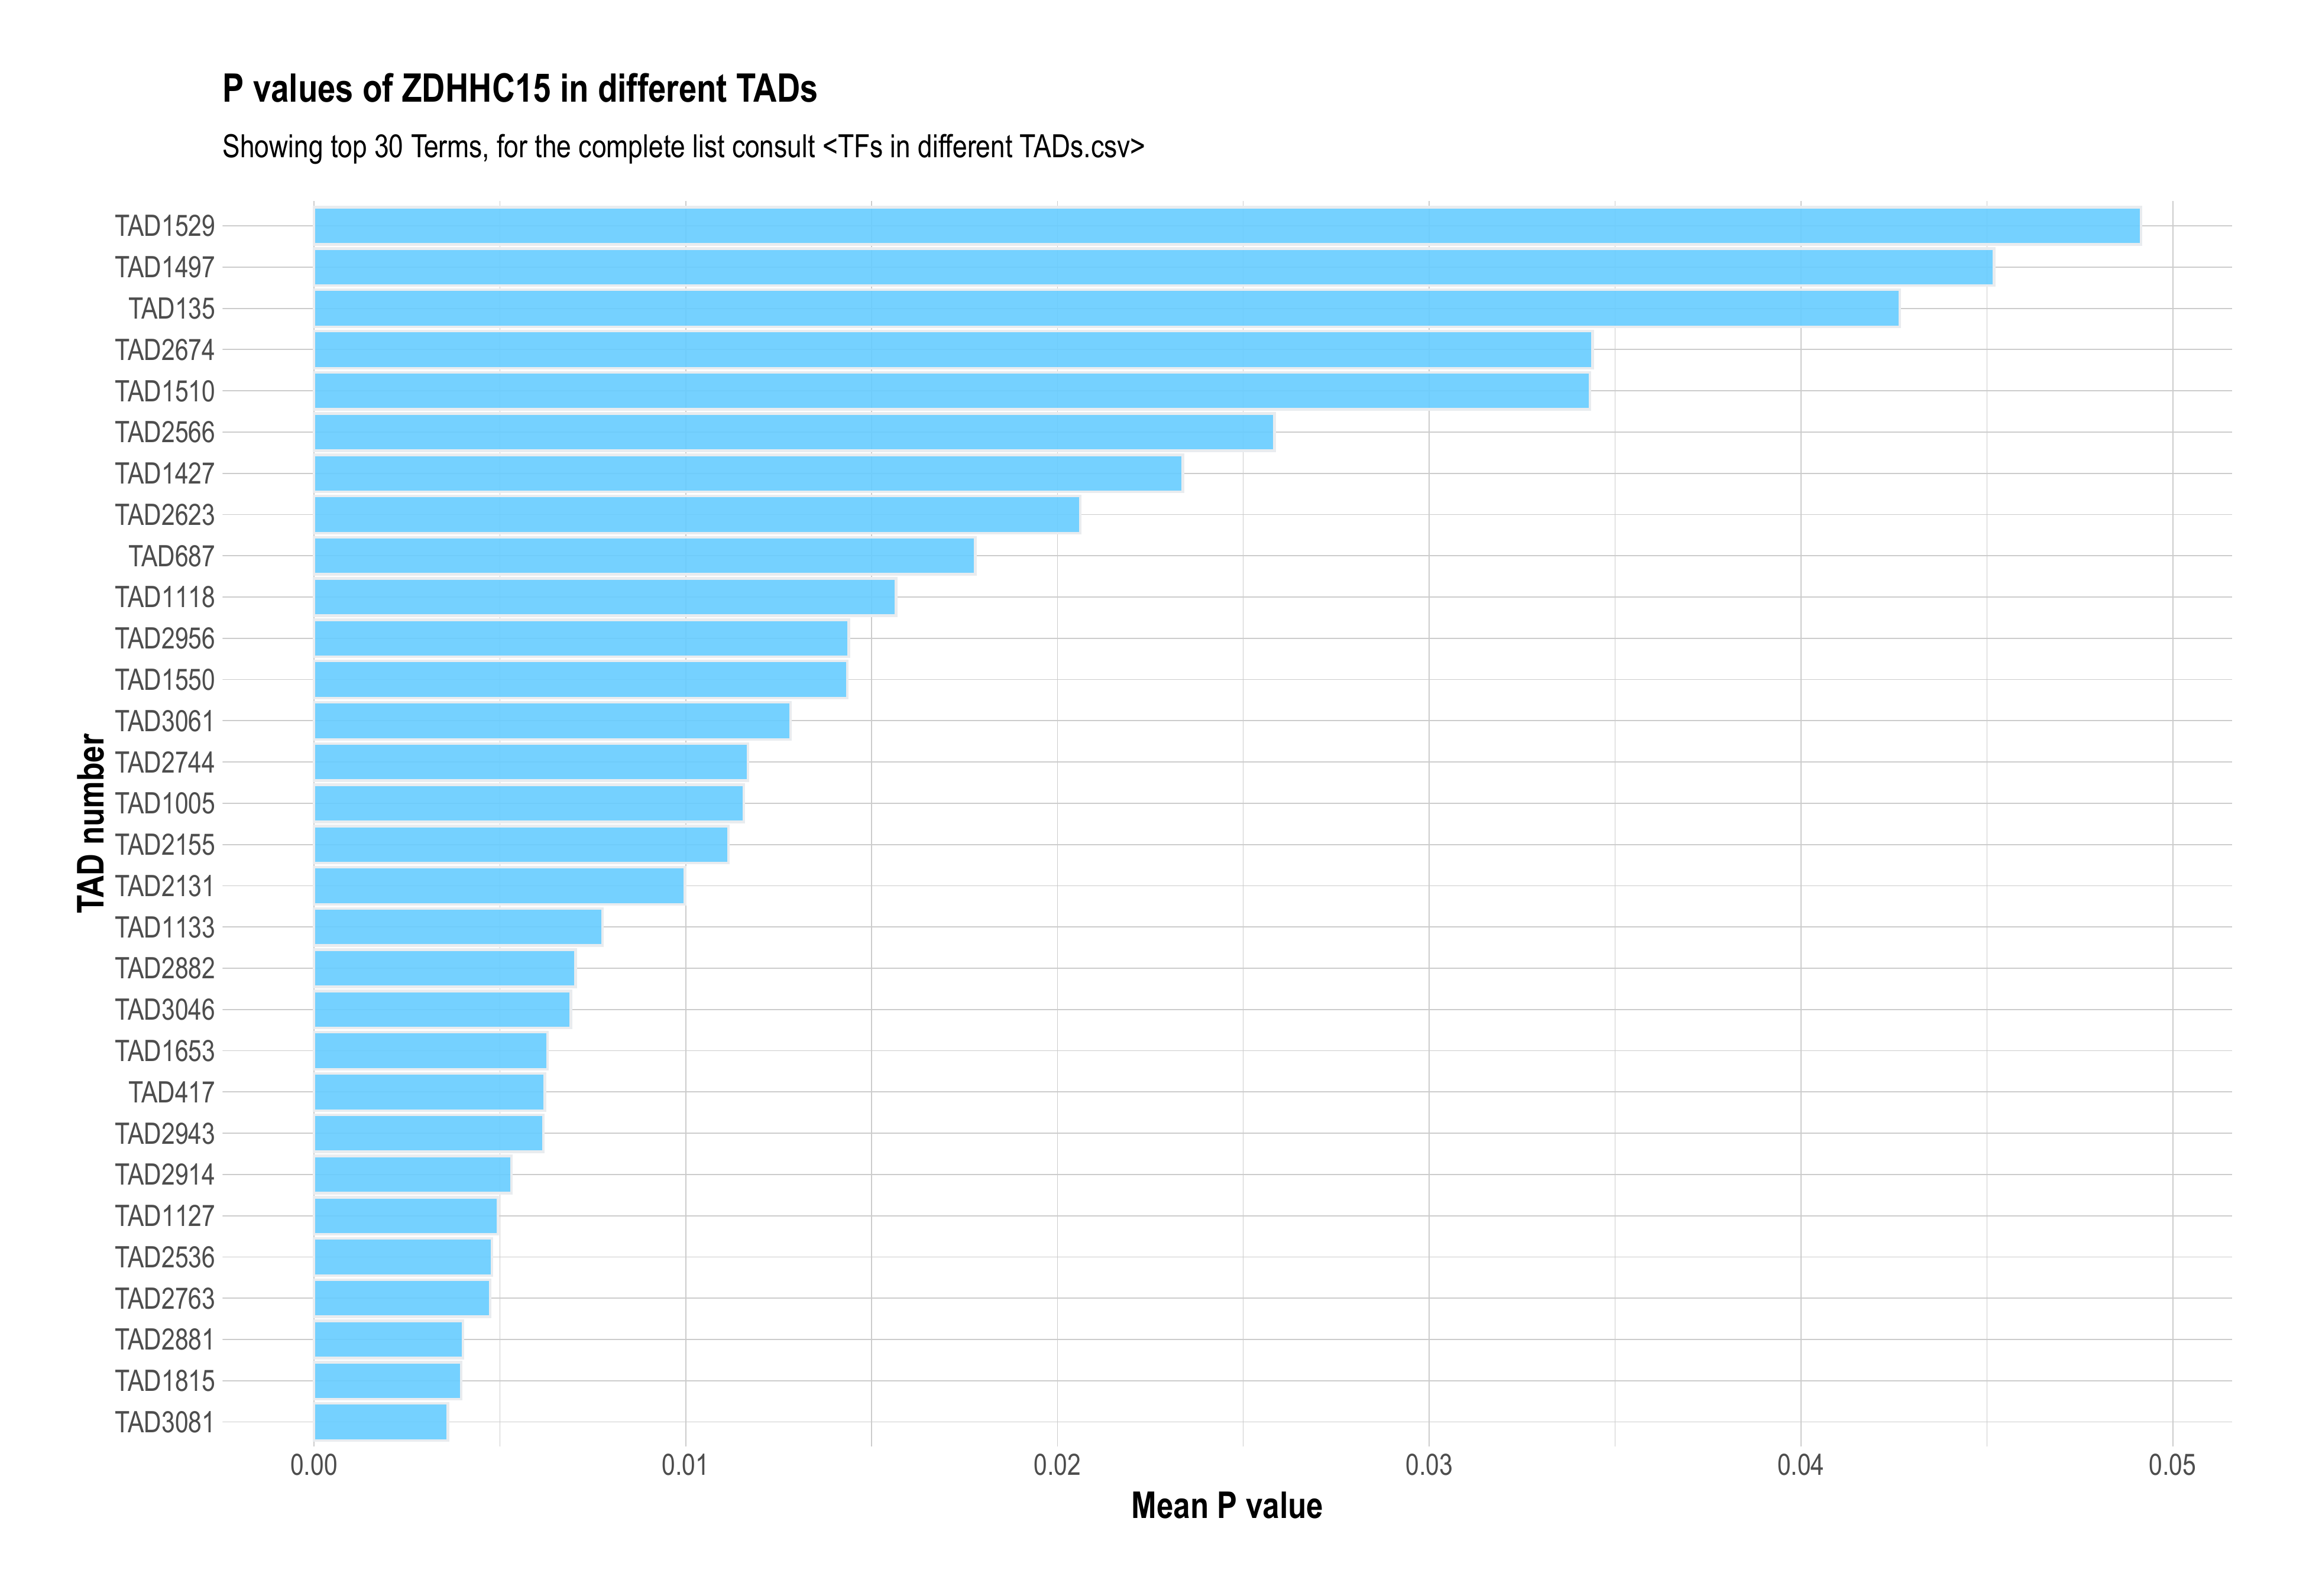 P values of ZDHHC15 in different TADs
Showing top 30 Terms, for the complete list consult <TFs in different TADs.csv>
TAD number
TAD1529
TAD1497
TAD135
TAD2674
TAD1510
TAD2566
TAD1427
TAD2623
TAD687
TAD1118
TAD2956
TAD1550
TAD3061
TAD2744
TAD1005
TAD2155
TAD2131
TAD1133
TAD2882
TAD3046
TAD1653
TAD417
TAD2943
TAD2914
TAD1127
TAD2536
TAD2763
TAD2881
TAD1815
TAD3081
0.00 0.01 0.02 0.03 0.04 0.05
Mean P value